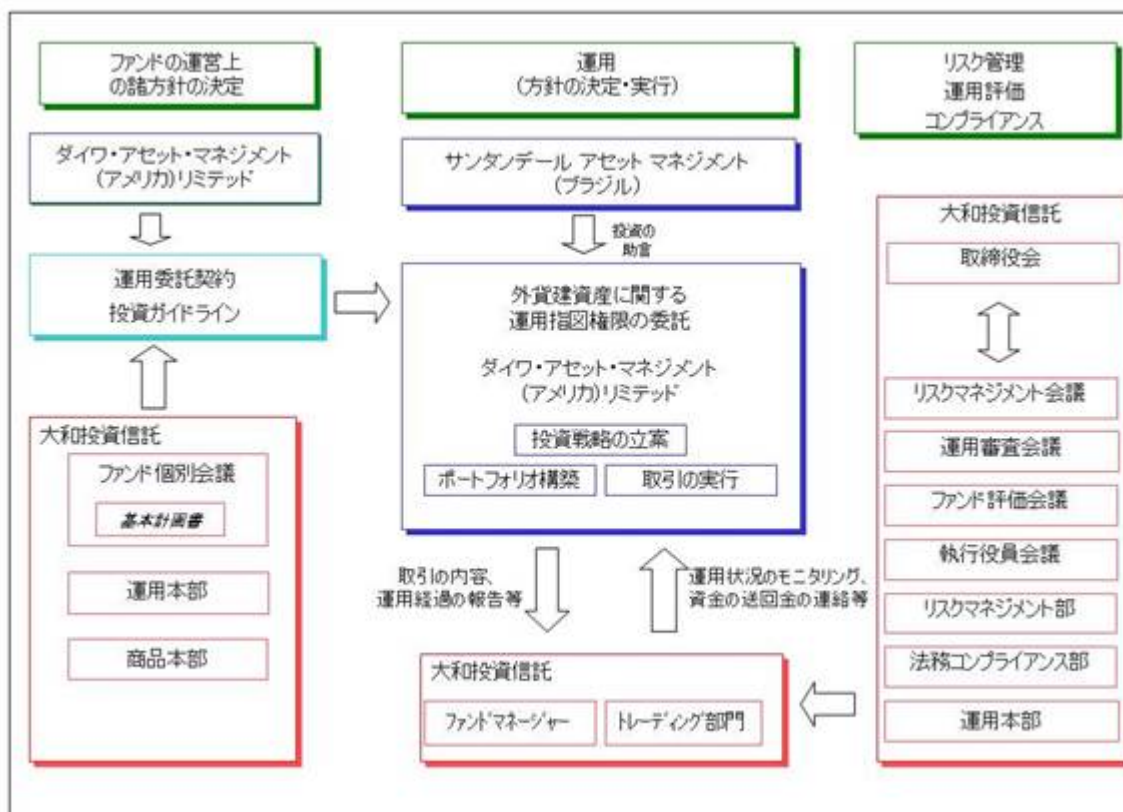 ファンドの運営上
の諸方針の決定
運用
(方針の決定・実行)
リスク管理
運用評価
コンプライアンス
ダイワ・アセット・マネジメント
(アメリカ)リミテッド
サンタンデール アセット マネジメント
(ブラジル)
投資の
助言
運用委託契約
投資ガイドライン
外貨建資産に関する
運用指図権限の委託
ダイワ・アセット・マネジメント
(アメリカ)リミテッド
投資戦略の立案
ポートフォリオ構築
取引の実行
大和投資信託
ファンド個別会議
基本計画書
運用本部
商品本部
取引の内容、
運用経過の報告等
運用状況のモニタリング、
資金の送回金の連絡等
大和投資信託
ファンドマネージャー
トレーディング部門
大和投資信託
取締役会
リスクマネジメント会議
運用審査会議
ファンド評価会議
執行役員会議
リスクマネジメント部
法務コンプライアンス部
運用本部